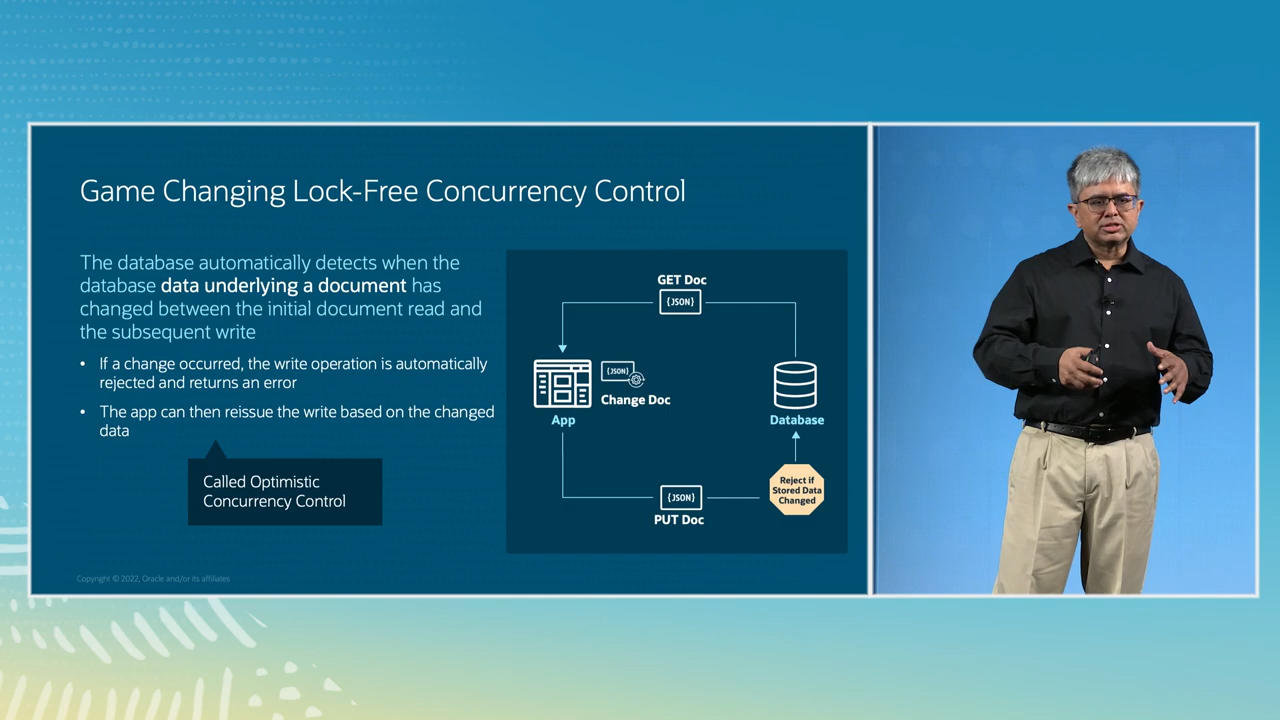 Game Changing Lock-Free Concurrency Control
The database automatically detects when the
database data underlying a document has
changed between the initial document read and
the subsequent write
• If a change occurred, the write operation is automatically
rejected and returns an error
• The app can then reissue the write based on the changed
data
Called Optimistic
Concurrency Control
GET Doc
{JSON}
{JSON}
Change Doc
App
Database
Reject if
Stored Data
Changed
{JSON}
PUT Doc
Copyright © 2022, Oracle and/or its affiliates